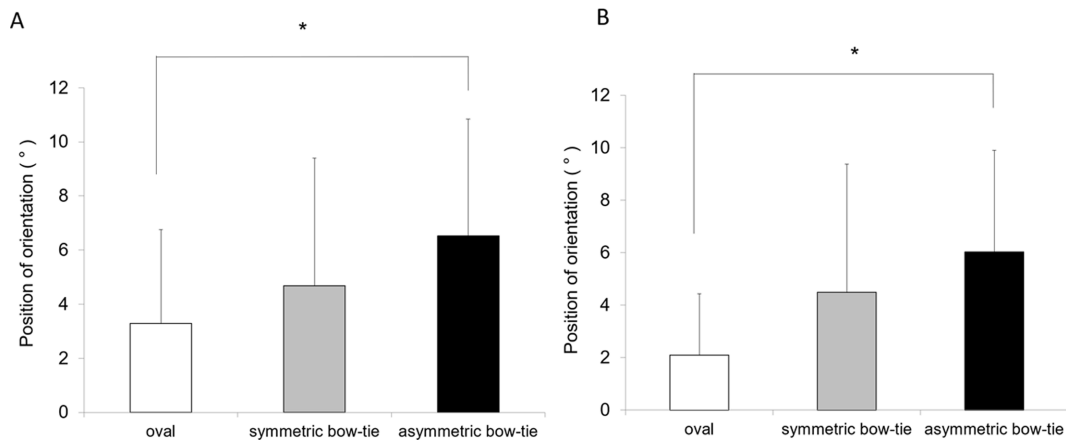 A
*
Position of orientation ( ° )
12
10
8
6
4
2
0
oval symmetric bow-tie asymmetric bow-tie
B
*
Position of orientation ( ° )
12
10
8
6
4
2
0
oval symmetric bow-tie asymmetric bow-tie